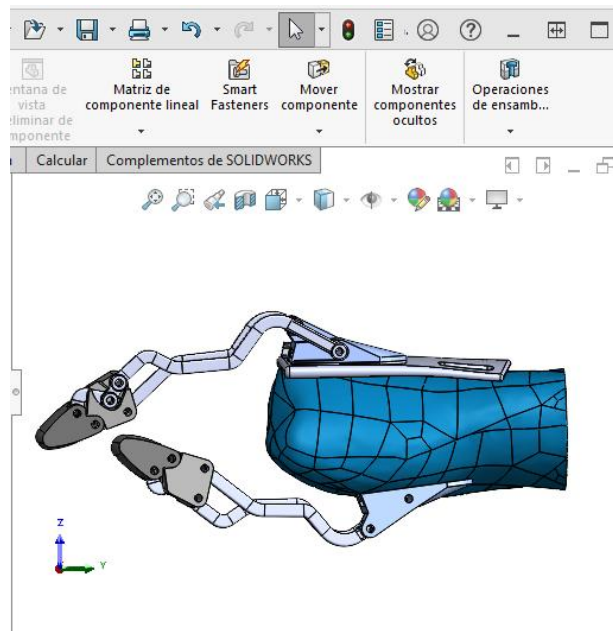 entana de
vista
eliminar de
mponente
Matriz de
componente lineal
Smart
Fasteners
Mover
componente
Mostrar
componentes
ocultos
Operaciones
de ensamb...
Calcular
Complementos de SOLIDWORKS
Z
Y